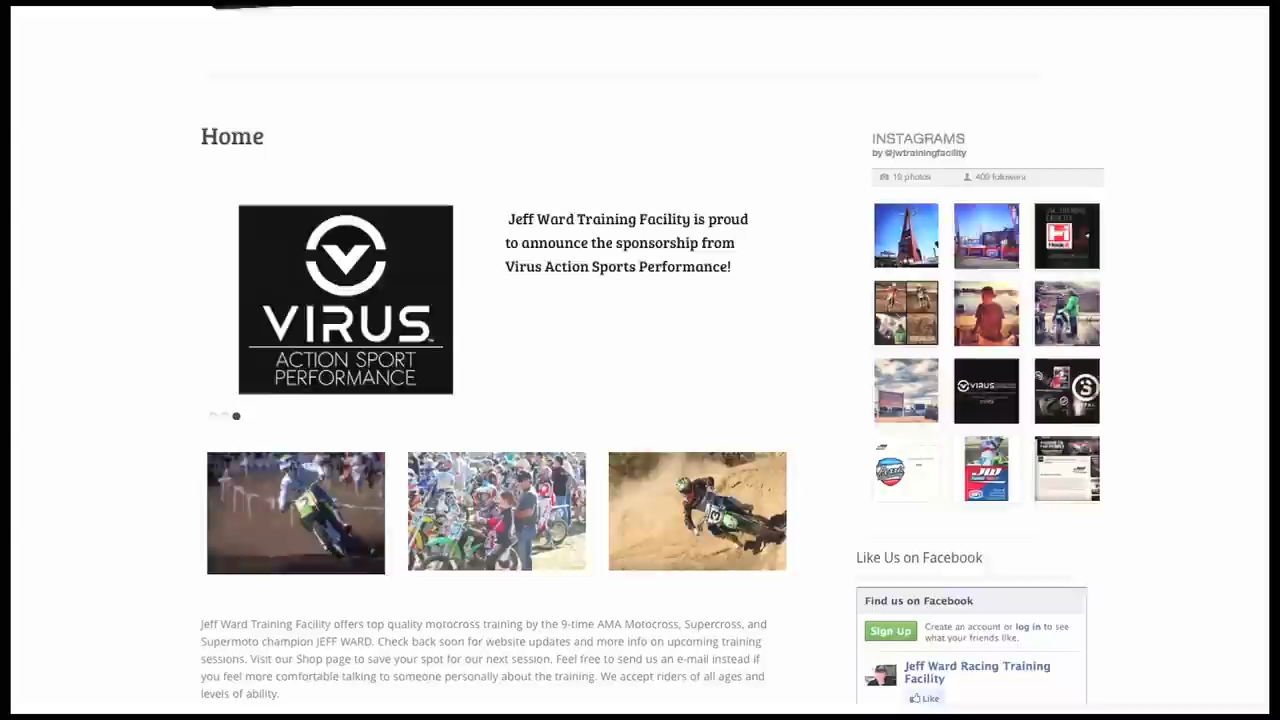 Home
Jeff Ward Training Facility is proud
to announce the sponsorship from
Virus Action Sports Performance!
VIRUS
ACTION SPORT
PERFORMANCE
Jeff Ward Training Facility offers top quality motocross training by the 9-time AMA Motocross, Supercross, and
Supermoto champion JEFF WARD. Check back soon for website updates and more info on upcoming training
sessions. Visit our Shop page to save your spot for our next session. Feel free to send us an e-mail instead if
you feel more comfortable talking to someone personally about the training. We accept riders of all ages and
levels of ability.
INSTAGRAMS
by @jwtrainingfacility
19 photos 400 followers
VIRUS
Like Us on Facebook
Find us on Facebook
Sign Up
Create an account or log in to see
what your friends like.
Jeff Ward Racing Training
Facility
Like